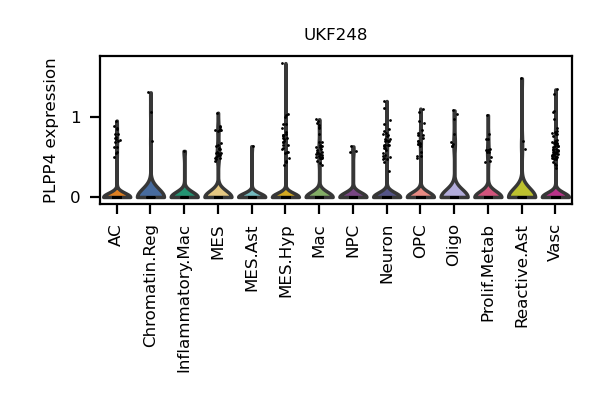 UKF248
PLPP4 expression
1
0
AC
Chromatin.Reg
Inflammatory.Mac
MES
MES.Ast
MES.Hyp
Mac
NPC
Neuron
OPC
Oligo
Prolif.Metab
Reactive.Ast
Vasc